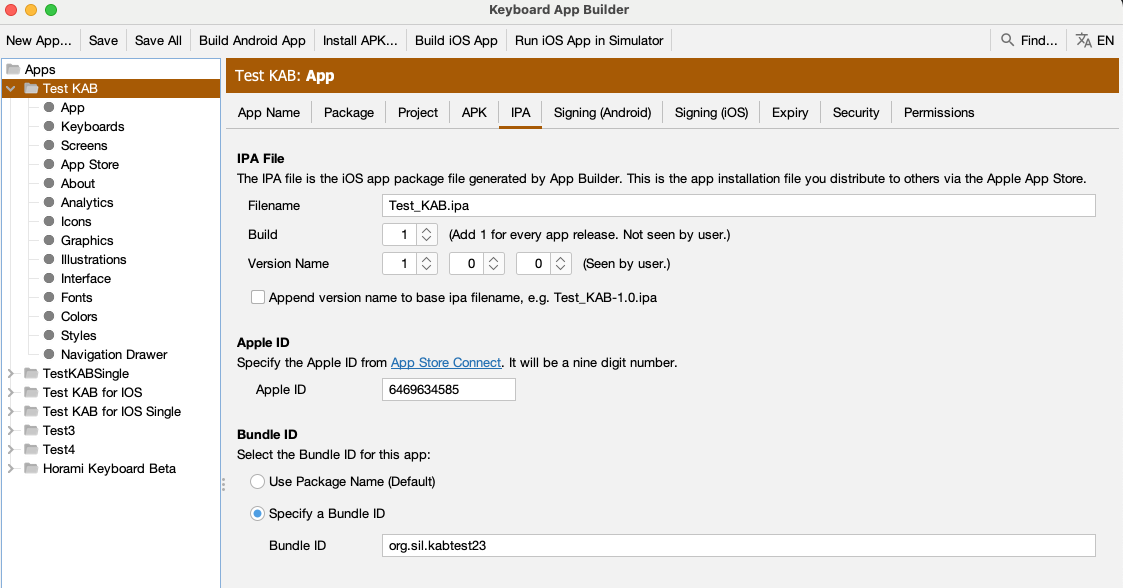 Keyboard App Builder
New App... Save Save All Build Android App Install APK... Build iOS App Run iOS App in Simulator Find... EN
Apps
Test KAB
App
Keyboards
Screens
App Store
About
Analytics
Icons
Graphics
Illustrations
Interface
Fonts
Colors
Styles
Navigation Drawer
TestKABSingle
Test KAB for IOS
Test KAB for IOS Single
Test3
Test4
Horami Keyboard Beta
Test KAB: App
App Name Package Project APK IPA Signing (Android) Signing (iOS) Expiry Security Permissions
IPA File
The IPA file is the iOS app package file generated by App Builder. This is the app installation file you distribute to others via the Apple App Store.
Filename Test_KAB.ipa
Build 1 (Add 1 for every app release. Not seen by user.)
Version Name 1 0 0 (Seen by user.)
Append version name to base ipa filename, e.g. Test_KAB-1.0.ipa
Apple ID
Specify the Apple ID from App Store Connect. It will be a nine digit number.
Apple ID 6469634585
Bundle ID
Select the Bundle ID for this app:
Use Package Name (Default)
Specify a Bundle ID
Bundle ID org.sil.kabtest23